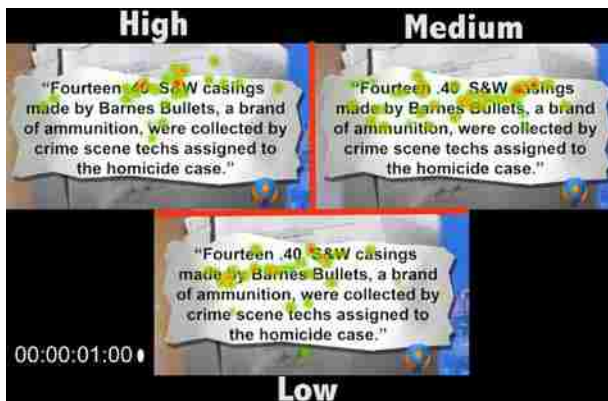 High
Medium
“Fourteen .40 S&W casings
made by Barnes Bullets, a brand
of ammunition, were collected by
crime scene techs assigned to
the homicide case.”
“Fourteen .40 S&W casings
made by Barnes Bullets, a brand
of ammunition, were collected by
crime scene techs assigned to
the homicide case.”
“Fourteen .40 S&W casings
made by Barnes Bullets, a brand
of ammunition, were collected by
crime scene techs assigned to
the homicide case.”
00:00:01:00
Low